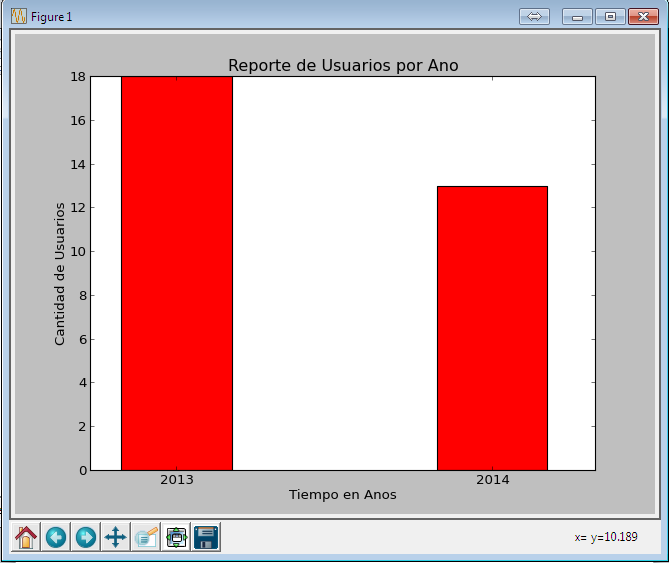 Figure 1
Reporte de Usuarios por Ano
18
16
14
12
10
8
6
4
2
0
Cantidad de Usuarios
2013
2014
Tiempo en Anos
x= y=10.189